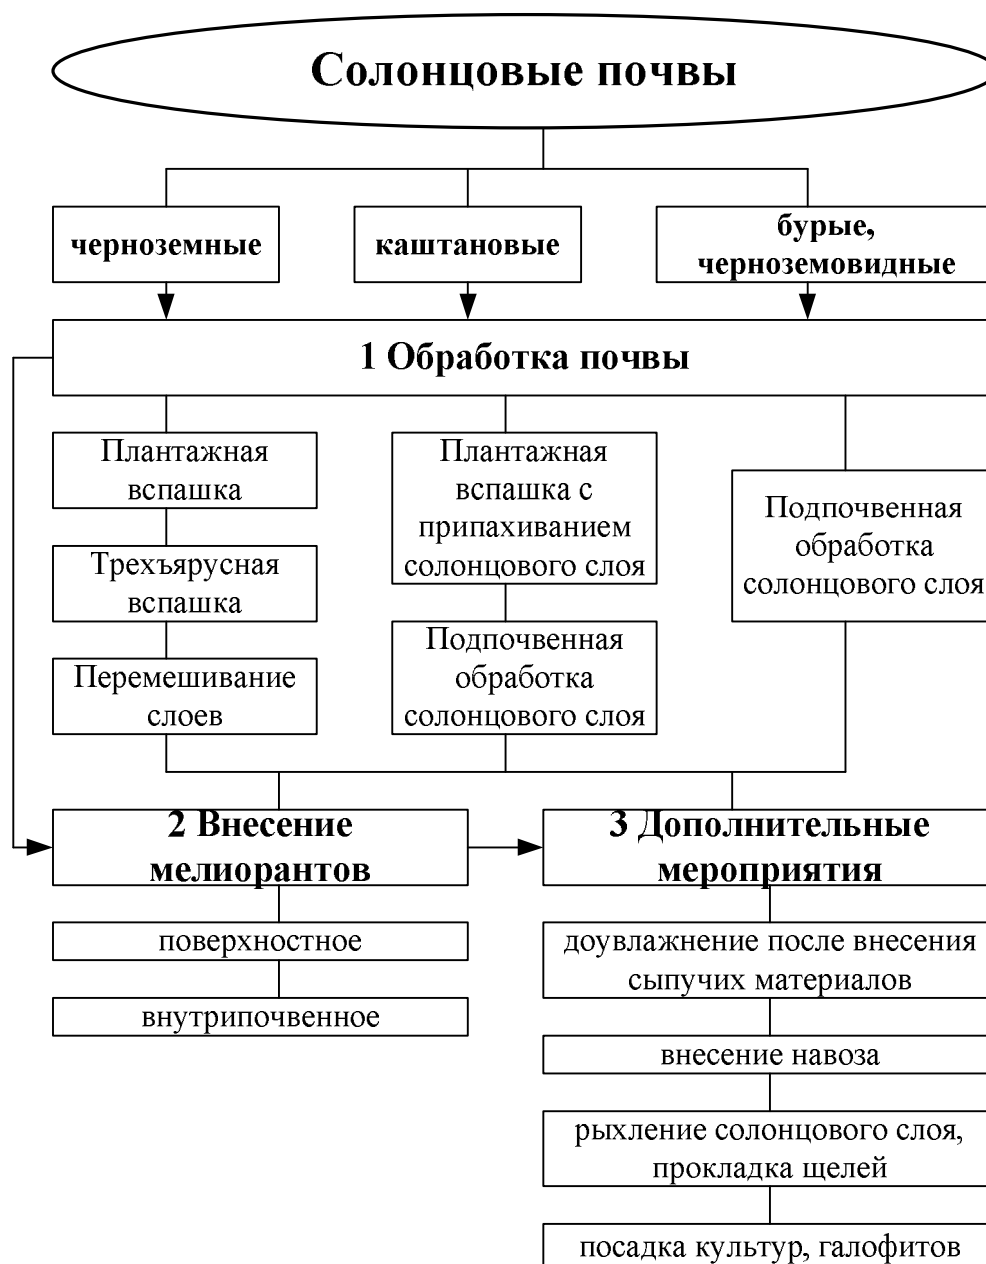 Солонцовые почвы
черноземные
каштановые
бурые,
черноземовидные
1 Обработка почвы
Плантажная
вспашка
Трехъярусная
вспашка
Перемешивание
слоев
Плантажная
вспашка с
припахиванием
солонцового слоя
Подпочвенная
обработка
солонцового слоя
Подпочвенная
обработка
солонцового слоя
2 Внесение
мелиорантов
поверхностное
внутрипочвенное
3 Дополнительные
мероприятия
доувлажнение после внесения
сыпучих материалов
внесение навоза
рыхление солонцового слоя,
прокладка щелей
посадка культур, галофитов